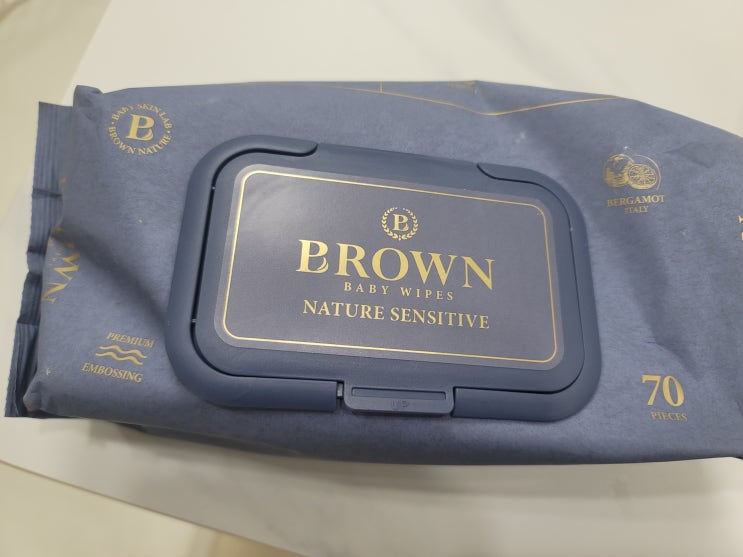 BABY SKIN LAB
B
BROWN NATURE
BERGAMOT
ITALY
B
BROWN
BABY WIPES
NATURE SENSITIVE
PREMIUM
EMBOSSING
70
PIECES